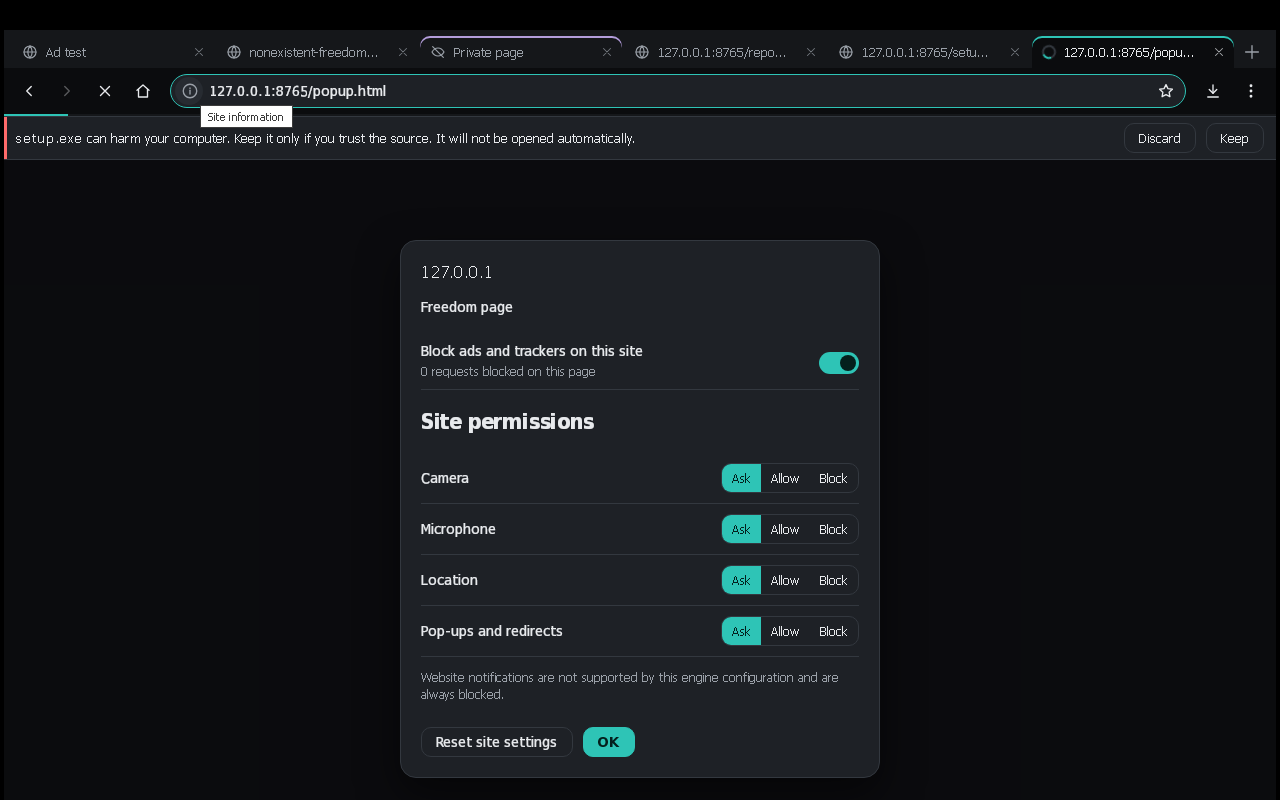 Ad test
nonexistent-freedom...
Private page
127.0.0.1:8765/repo...
127.0.0.1:8765/setu...
127.0.0.1:8765/popu...
127.0.0.1:8765/popup.html
Site information
setup.exe can harm your computer. Keep it only if you trust the source. It will not be opened automatically.
Discard
Keep
127.0.0.1
Freedom page
Block ads and trackers on this site
0 requests blocked on this page
Site permissions
Camera
Ask Allow Block
Microphone
Ask Allow Block
Location
Ask Allow Block
Pop-ups and redirects
Ask Allow Block
Website notifications are not supported by this engine configuration and are
always blocked.
Reset site settings
OK